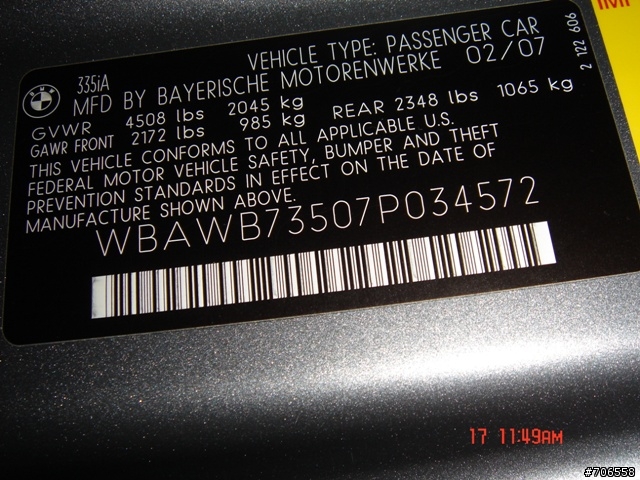 IMP
BMW
335iA
VEHICLE TYPE: PASSENGER CAR
MFD BY BAYERISCHE MOTORENWERKE 02/07
GVWR 4508 lbs 2045 kg
GAWR FRONT 2172 lbs 985 kg REAR 2348 lbs 1065 kg
THIS VEHICLE CONFORMS TO ALL APPLICABLE U.S.
FEDERAL MOTOR VEHICLE SAFETY, BUMPER AND THEFT
PREVENTION STANDARDS IN EFFECT ON THE DATE OF
MANUFACTURE SHOWN ABOVE.
WBAWB73507P034572
2 122 606
17 11:49AM
#706558